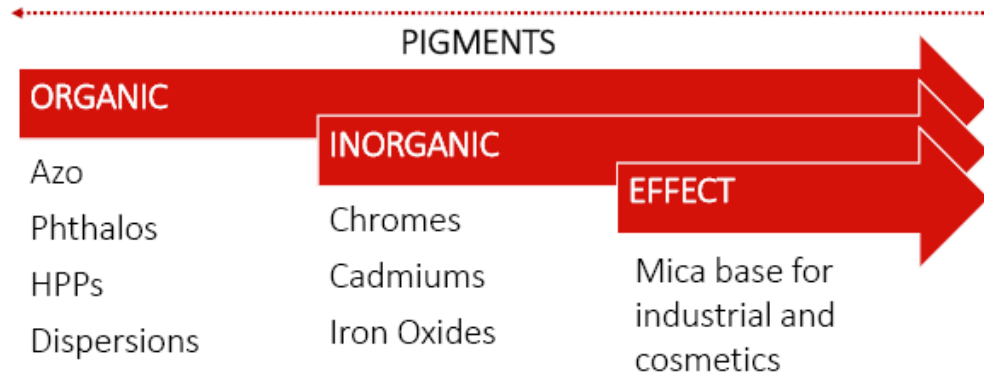 PIGMENTS
ORGANIC
Azo
Phthalos
HPPs
Dispersions
INORGANIC
Chromes
Cadmiums
Iron Oxides
EFFECT
Mica base for
industrial and
cosmetics